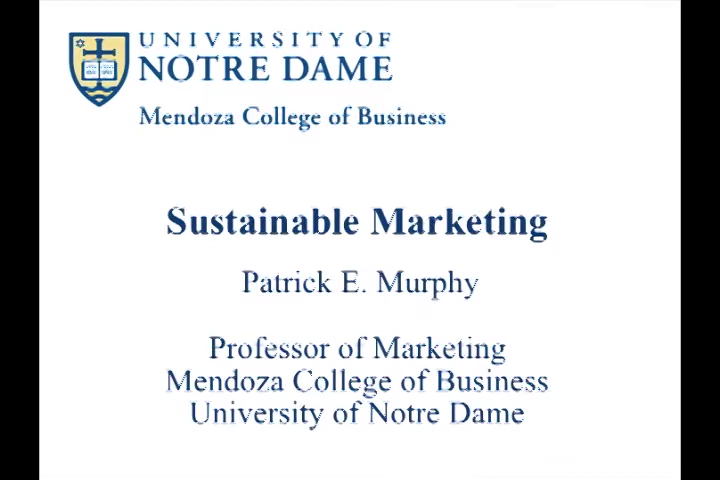 UNIVERSITY OF
NOTRE DAME
Mendoza College of Business
Sustainable Marketing
Patrick E. Murphy
Professor of Marketing
Mendoza College of Business
University of Notre Dame